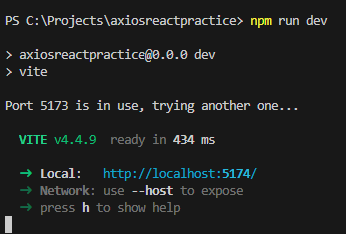 PS C:\Projects\axiosreactpractice> npm run dev
> axiosreactpractice@0.0.0 dev
> vite
Port 5173 is in use, trying another one...
VITE v4.4.9  ready in 434 ms
➜  Local:   http://localhost:5174/
➜  Network: use --host to expose
➜  press h to show help